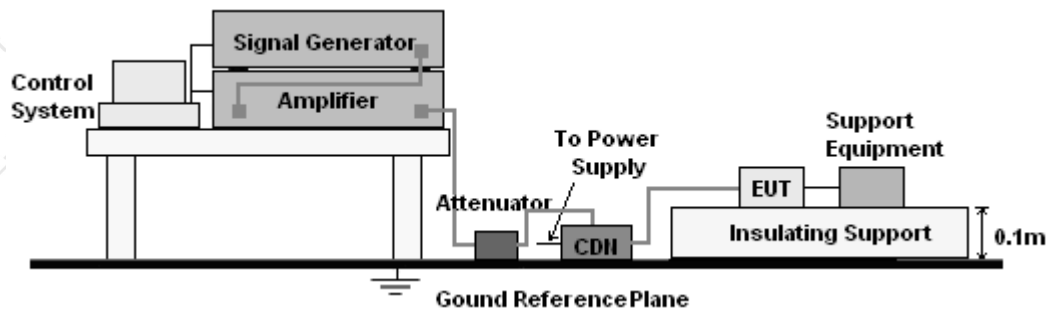 Signal Generator
Control
System
Amplifier
To Power
Supply
Support
Equipment
Attenuator
EUT
CDN
Insulating Support
0.1m
Gound Reference Plane